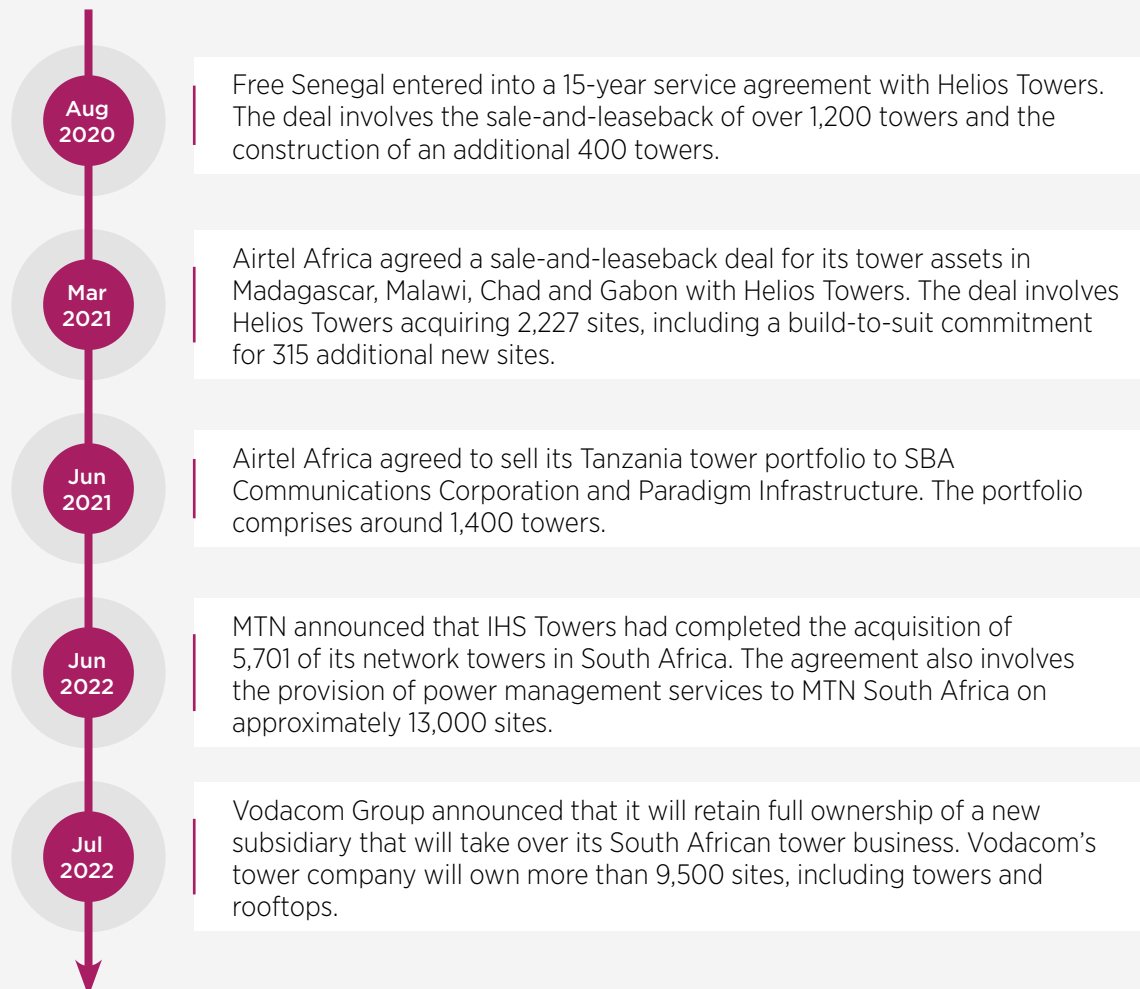 Aug
2020
Free Senegal entered into a 15-year service agreement with Helios Towers.
The deal involves the sale-and-leaseback of over 1,200 towers and the
construction of an additional 400 towers.
Mar
2021
Airtel Africa agreed a sale-and-leaseback deal for its tower assets in
Madagascar, Malawi, Chad and Gabon with Helios Towers. The deal involves
Helios Towers acquiring 2,227 sites, including a build-to-suit commitment
for 315 additional new sites.
Jun
2021
Airtel Africa agreed to sell its Tanzania tower portfolio to SBA
Communications Corporation and Paradigm Infrastructure. The portfolio
comprises around 1,400 towers.
Jun
2022
MTN announced that IHS Towers had completed the acquisition of
5,701 of its network towers in South Africa. The agreement also involves
the provision of power management services to MTN South Africa on
approximately 13,000 sites.
Jul
2022
Vodacom Group announced that it will retain full ownership of a new
subsidiary that will take over its South African tower business. Vodacom’s
tower company will own more than 9,500 sites, including towers and
rooftops.